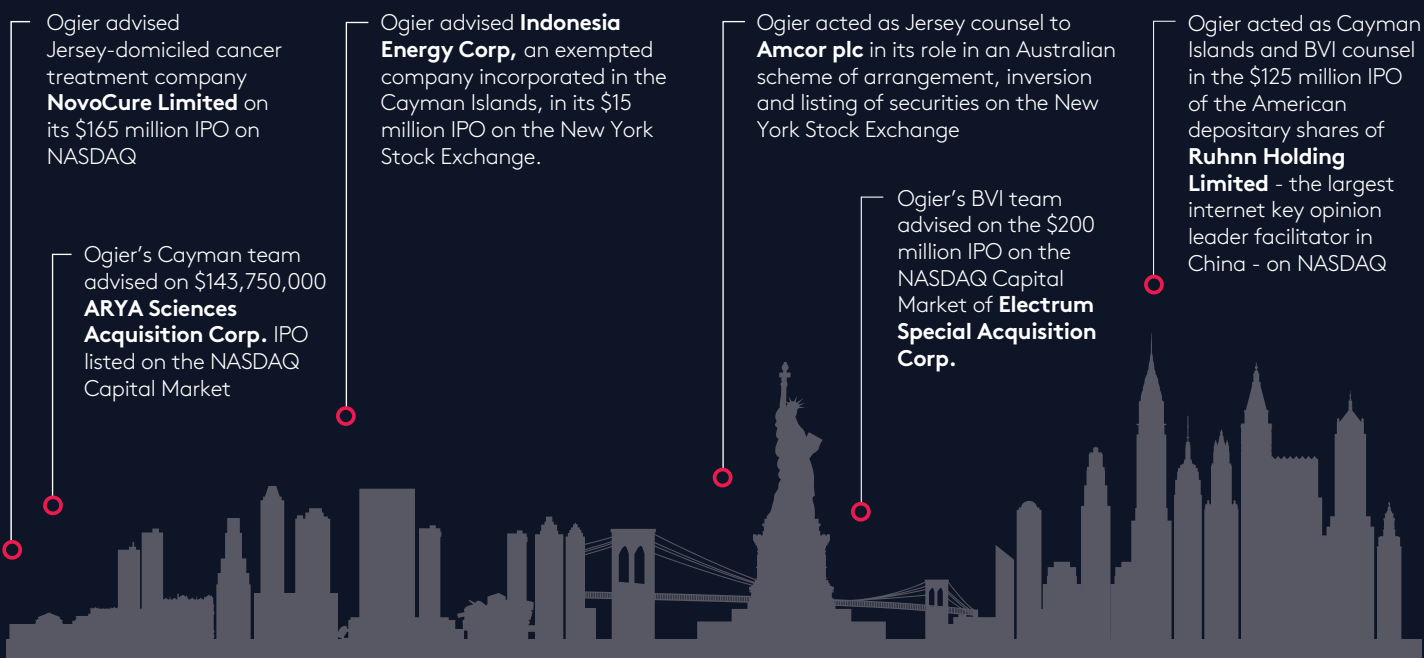 Ogier advised
Jersey-domiciled cancer
treatment company
NovoCure Limited on
its $165 million IPO on
NASDAQ
Ogier's Cayman team
advised on $143,750,000
ARYA Sciences
Acquisition Corp. IPO
listed on the NASDAQ
Capital Market
Ogier advised Indonesia
Energy Corp, an exempted
company incorporated in the
Cayman Islands, in its $15
million IPO on the New York
Stock Exchange.
Ogier acted as Jersey counsel to
Amcor plc in its role in an Australian
scheme of arrangement, inversion
and listing of securities on the New
York Stock Exchange
Ogier's BVI team
advised on the $200
million IPO on the
NASDAQ Capital
Market of Electrum
Special Acquisition
Corp.
Ogier acted as Cayman
Islands and BVI counsel
in the $125 million IPO
of the American
depositary shares of
Ruhnn Holding
Limited - the largest
internet key opinion
leader facilitator in
China - on NASDAQ